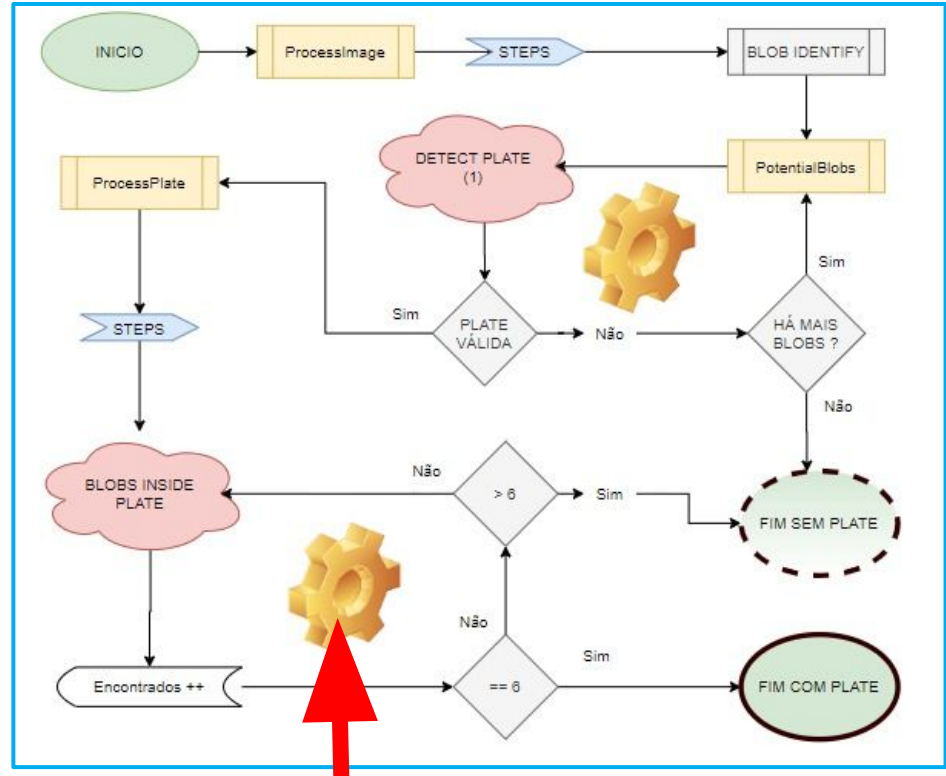 INICIO
ProcessImage
STEPS
BLOB IDENTIFY
DETECT PLATE
(1)
PotentialBlobs
ProcessPlate
Sim
Sim
STEPS
PLATE
VÁLIDA
Não
HÁ MAIS
BLOBS ?
Não
BLOBS INSIDE
PLATE
Não
> 6
Sim
FIM SEM PLATE
Não
Sim
Encontrados ++
== 6
FIM COM PLATE